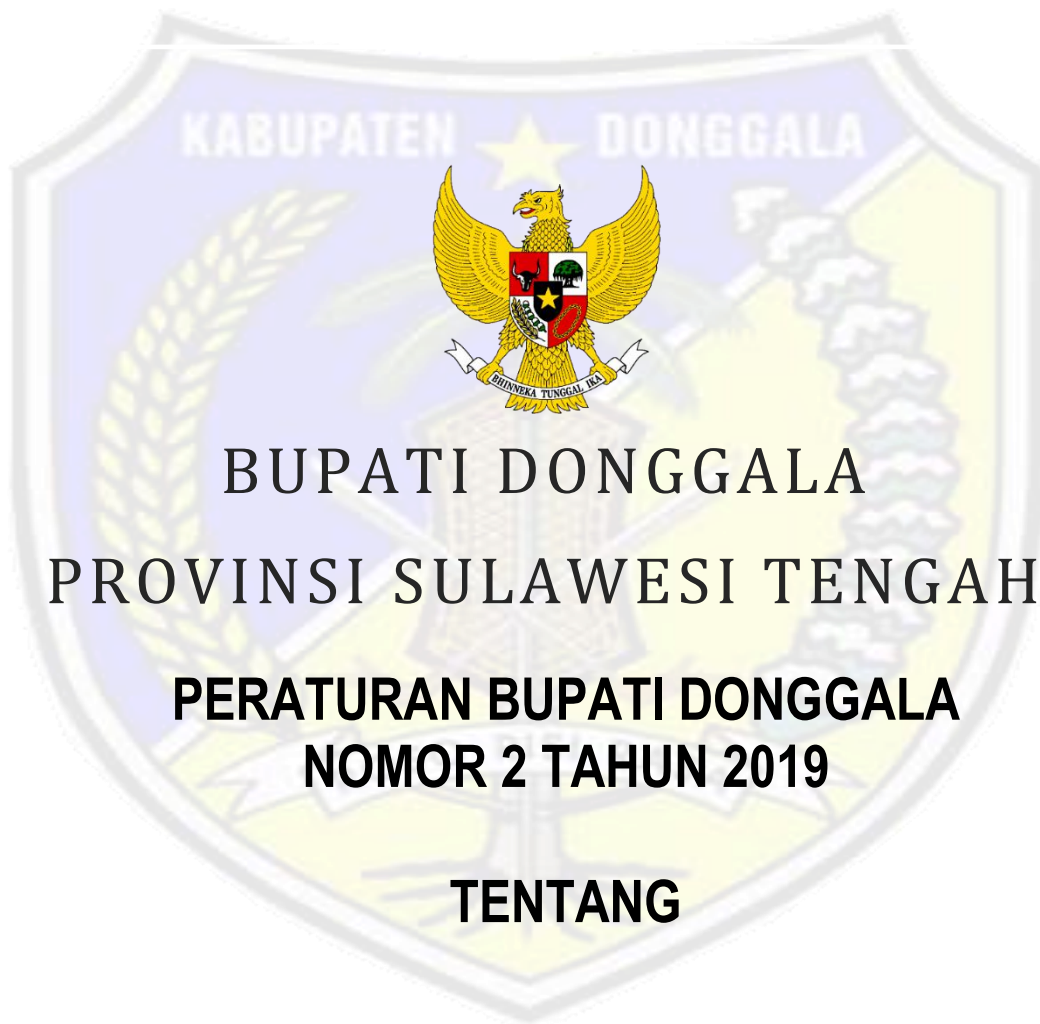 KABUPATEN DONGGALA
BHINNEKA TUNGGAL IKA
BUPATI DONGGALA
PROVINSI SULAWESI TENGAH
PERATURAN BUPATI DONGGALA
NOMOR 2 TAHUN 2019
TENTANG